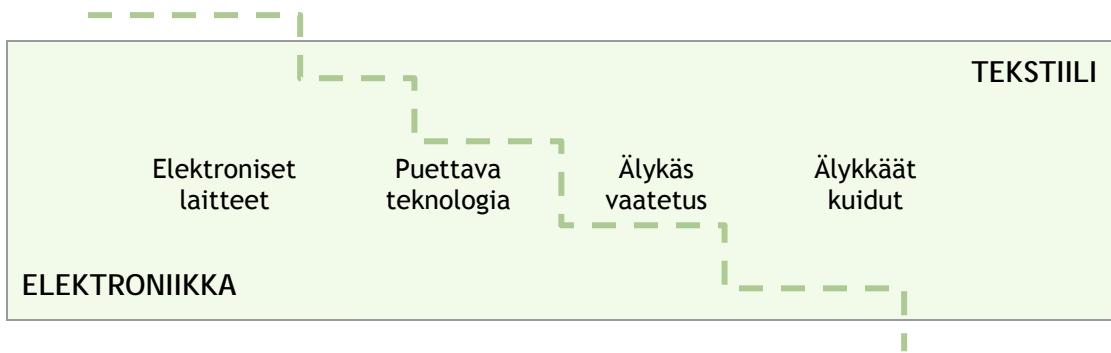 TEKSTIILI
Elektroniset
laitteet
Puettava
teknologia
Älykäs
vaatetus
Älykkäät
kuidut
ELEKTRONIIKKA